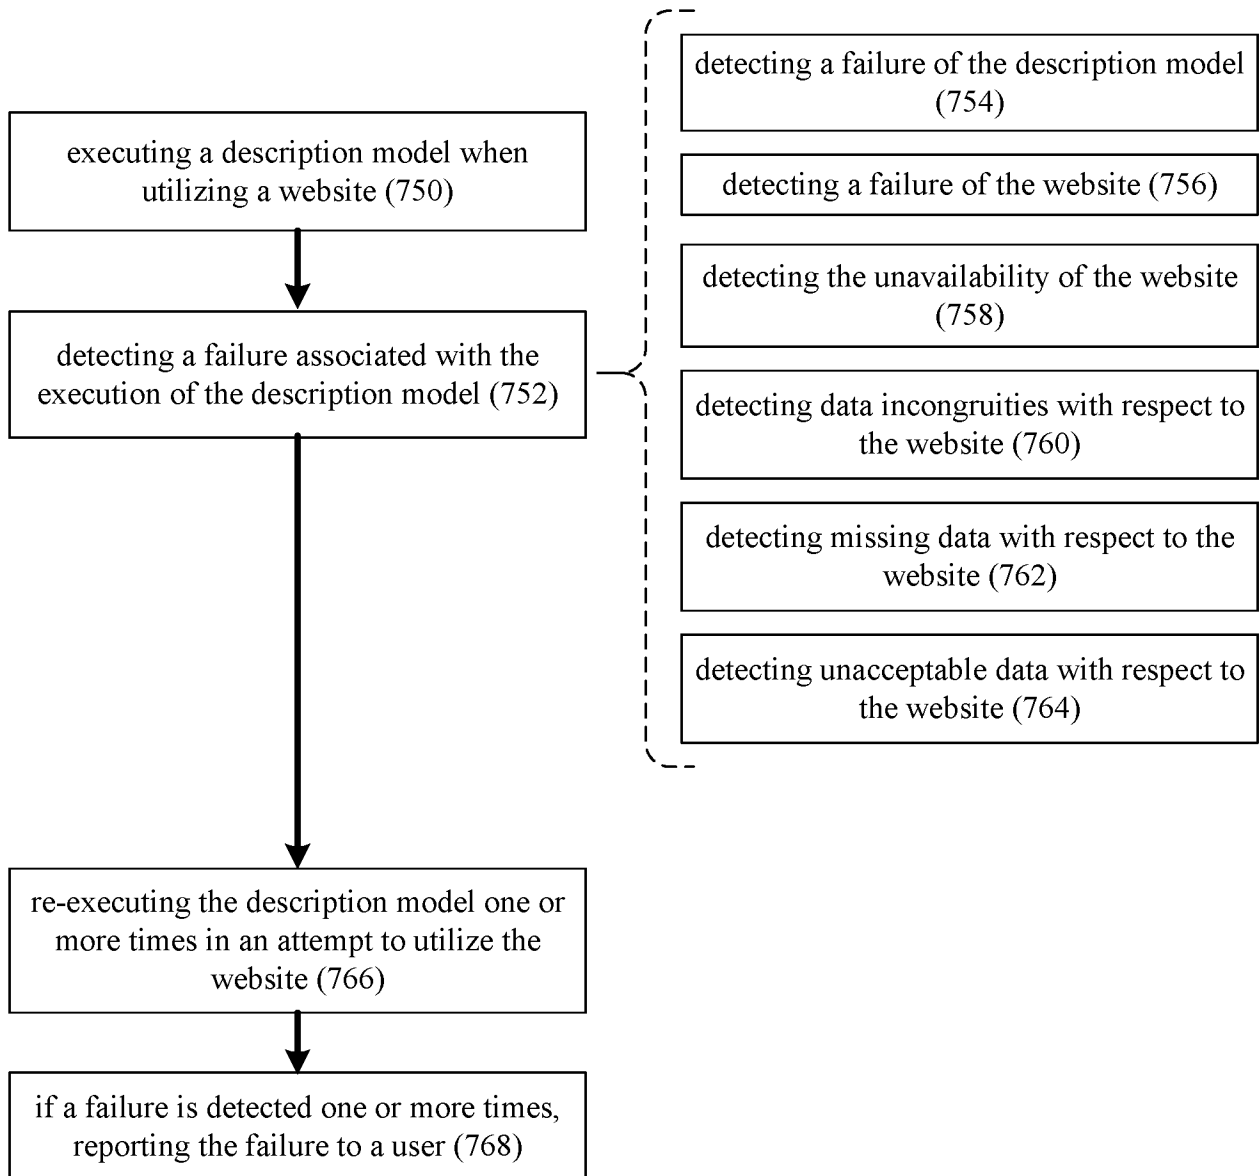 executing a description model when
utilizing a website (750)
detecting a failure associated with the
execution of the description model (752)
detecting a failure of the description model
(754)
detecting a failure of the website (756)
detecting the unavailability of the website
(758)
detecting data incongruities with respect to
the website (760)
detecting missing data with respect to the
website (762)
detecting unacceptable data with respect to
the website (764)
re-executing the description model one or
more times in an attempt to utilize the
website (766)
if a failure is detected one or more times,
reporting the failure to a user (768)